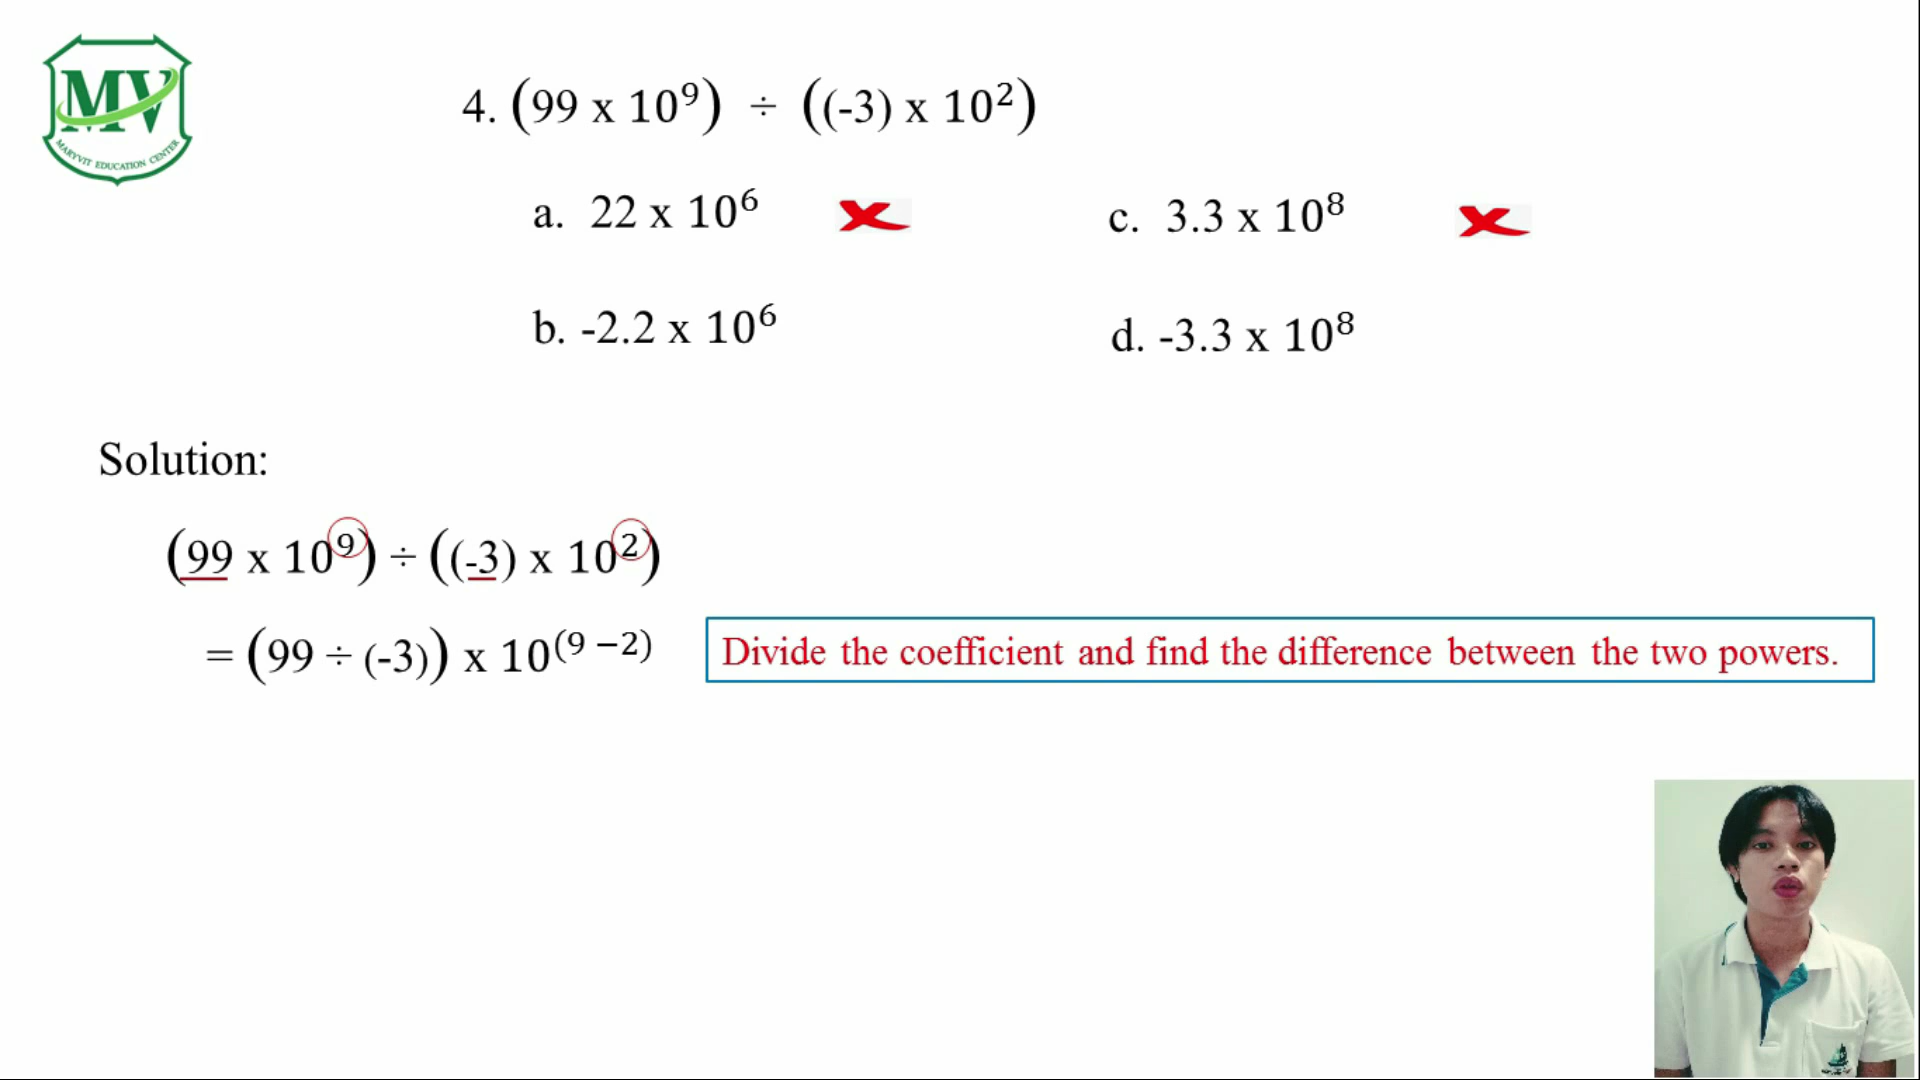 MV
MARYVIT EDUCATION CENTER
4. (99 x 10⁹) ÷ ((-3) x 10²)
a. 22 x 10⁶
c. 3.3 x 10⁸
b. -2.2 x 10⁶
d. -3.3 x 10⁸
Solution:
(99 x 10⁹) ÷ ((-3) x 10²)
= (99 ÷ (-3)) x 10⁽⁹ ⁻²⁾
Divide the coefficient and find the difference between the two powers.